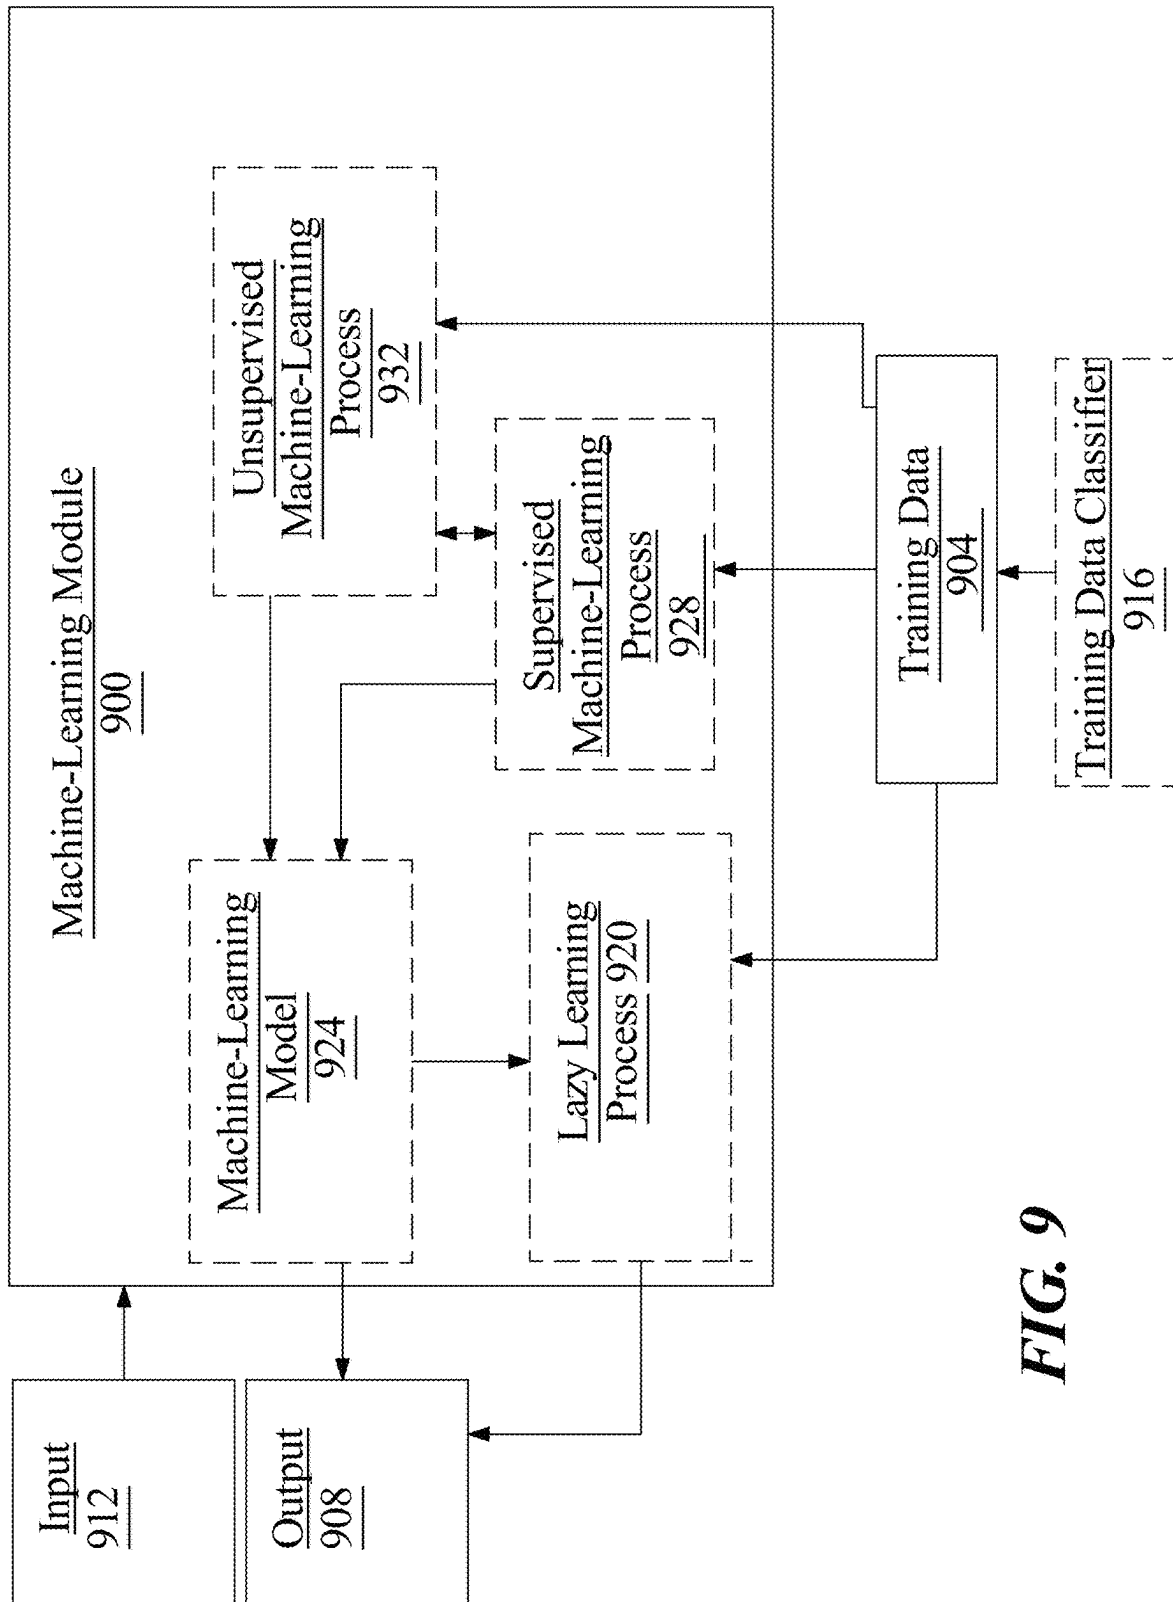 Machine-Learning Module
900
Input
912
Output
908
Machine-Learning
Model
924
Unsupervised
Machine-Learning
Process
932
Supervised
Machine-Learning
Process
928
Lazy Learning
Process 920
Training Data
904
Training Data Classifier
916
FIG. 9